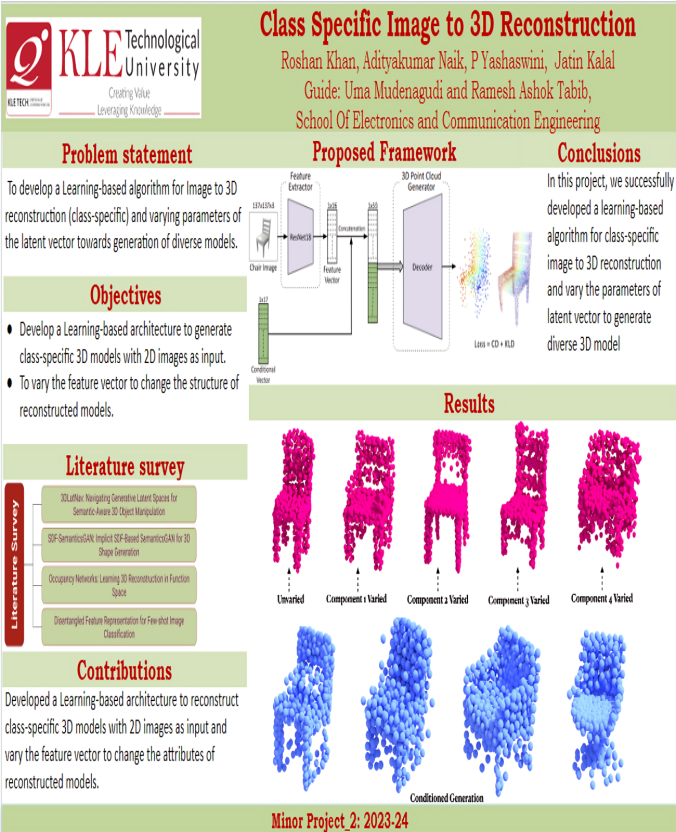 KLE Technological
University
Creating Value
Leveraging Knowledge
KLE TECH.
Class Specific Image to 3D Reconstruction
Roshan Khan, Adityakumar Naik, P Yashaswini, Jatin Kalal
Guide: Uma Mudenagudi and Ramesh Ashok Tabib,
School Of Electronics and Communication Engineering
Problem statement
To develop a Learning-based algorithm for Image to 3D
reconstruction (class-specific) and varying parameters of
the latent vector towards generation of diverse models.
Objectives
• Develop a Learning-based architecture to generate
class-specific 3D models with 2D images as input.
• To vary the feature vector to change the structure of
reconstructed models.
Literature survey
Literature Survey
3DLatNav: Navigating Generative Latent Spaces for
Semantic-Aware 3D Object Manipulation
SDF-SemanticsGAN: Implicit SDF-Based SemanticsGAN for 3D
Shape Generation
Occupancy Networks: Learning 3D Reconstruction in Function
Space
Disentangled Feature Representation for Few-shot Image
Classification
Contributions
Developed a Learning-based architecture to reconstruct
class-specific 3D models with 2D images as input and
vary the feature vector to change the attributes of
reconstructed models.
Proposed Framework
Feature
Extractor
3D Point Cloud
Generator
137x137x3
ResNet18
Chair Image
1x16
Feature
Vector
Concatenation
Decoder
1x17
Conditional
Vector
Loss = CD + KLD
Conclusions
In this project, we successfully
developed a learning-based
algorithm for class-specific
image to 3D reconstruction
and vary the parameters of
latent vector to generate
diverse 3D model
Results
Unvaried
Component 1 Varied
Component 2 Varied
Component 3 Varied
Component 4 Varied
Conditioned Generation
Minor Project_2: 2023-24